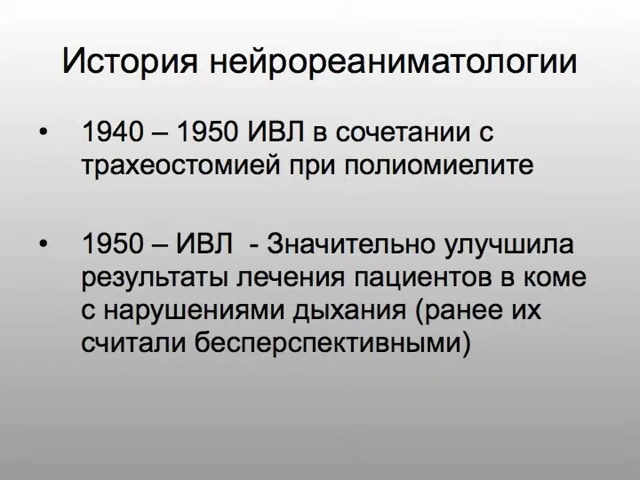 История нейрореаниматологии
• 1940 – 1950 ИВЛ в сочетании с
трахеостомией при полиомиелите
• 1950 – ИВЛ - Значительно улучшила
результаты лечения пациентов в коме
с нарушениями дыхания (ранее их
считали бесперспективными)